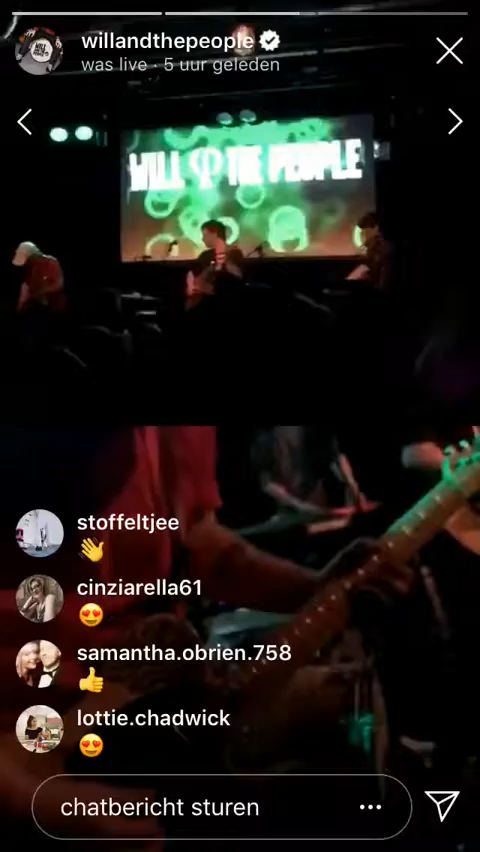 willandthepeople
was live · 5 uur geleden
WILL Φ THE PEOPLE
stoffeltjee
👋
cinziarella61
😍
samantha.obrien.758
👍
lottie.chadwick
😍
chatbericht sturen